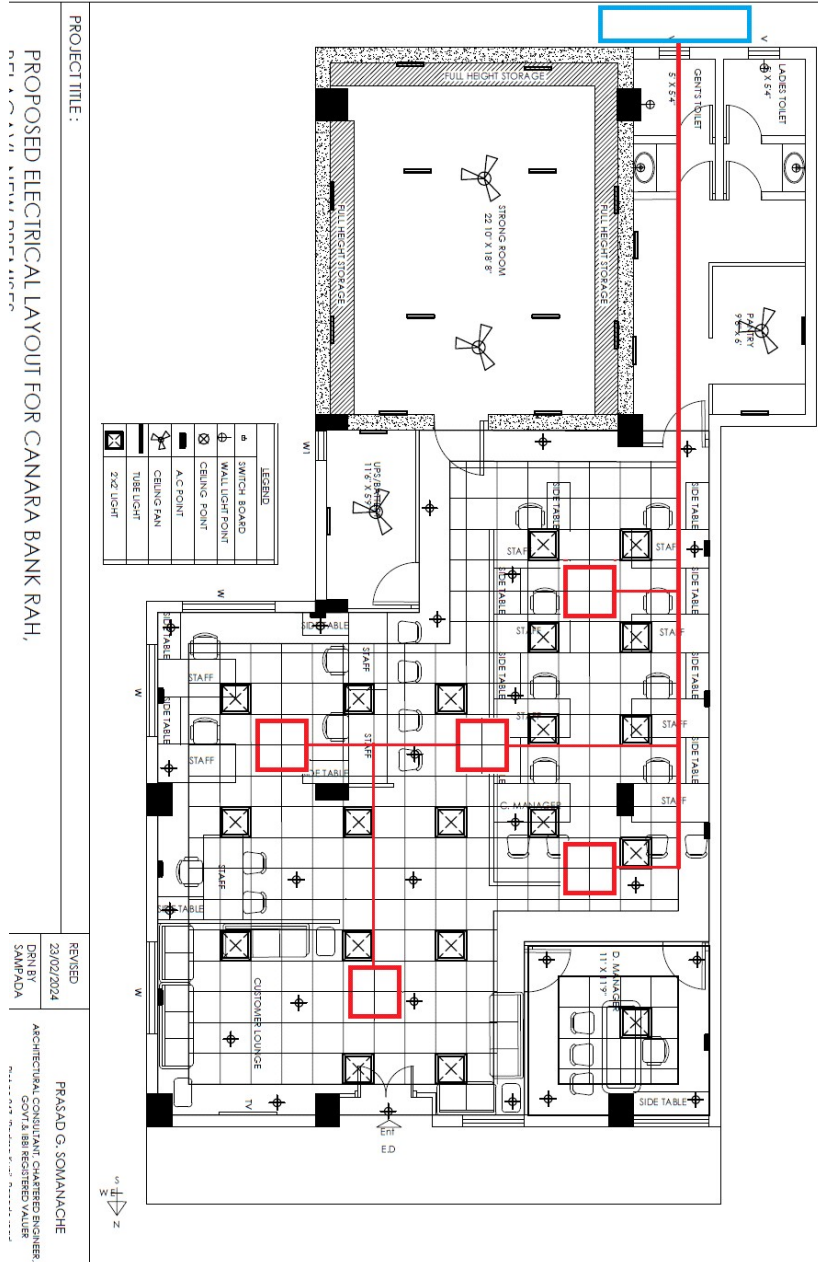 PROJECT TITLE :
PROPOSED ELECTRICAL LAYOUT FOR CANARA BANK RAH,
REVISED
23/02/2024
DRN BY
SAMPADA
PRASAD G. SOMANACHE
ARCHITECTURAL CONSULTANT, CHARTERED ENGINEER,
GOVT.& IBBI REGISTERED VALUER
LEGEND
SWITCH BOARD
WALL LIGHT POINT
CEILING POINT
A.C POINT
CEILING FAN
TUBE LIGHT
2'x2' LIGHT
FULL HEIGHT STORAGE
FULL HEIGHT STORAGE
FULL HEIGHT STORAGE
STRONG ROOM
22'10" X 18'8"
GENT'S TOILET
5' X 5'4"
LADIES TOILET
5' X 5'4"
V
V
PANTRY
9'8" X 6'
W1
11'6" X 5'9"
SIDE TABLE
SIDE TABLE
SIDE TABLE
SIDE TABLE
SIDE TABLE
SIDE TABLE
SIDE TABLE
SIDE TABLE
STAFF
STAFF
STAFF
STAFF
STAFF
STAFF
STAFF
G. MANAGER
W
W
SIDE TABLE
SIDE TABLE
SIDE TABLE
SIDE TABLE
STAFF
STAFF
STAFF
STAFF
STAFF
SIDE TABLE
W
CUSTOMER LOUNGE
TV
D. MANAGER
11' X 11'9"
SIDE TABLE
Ent
E.D
S
W
E
N